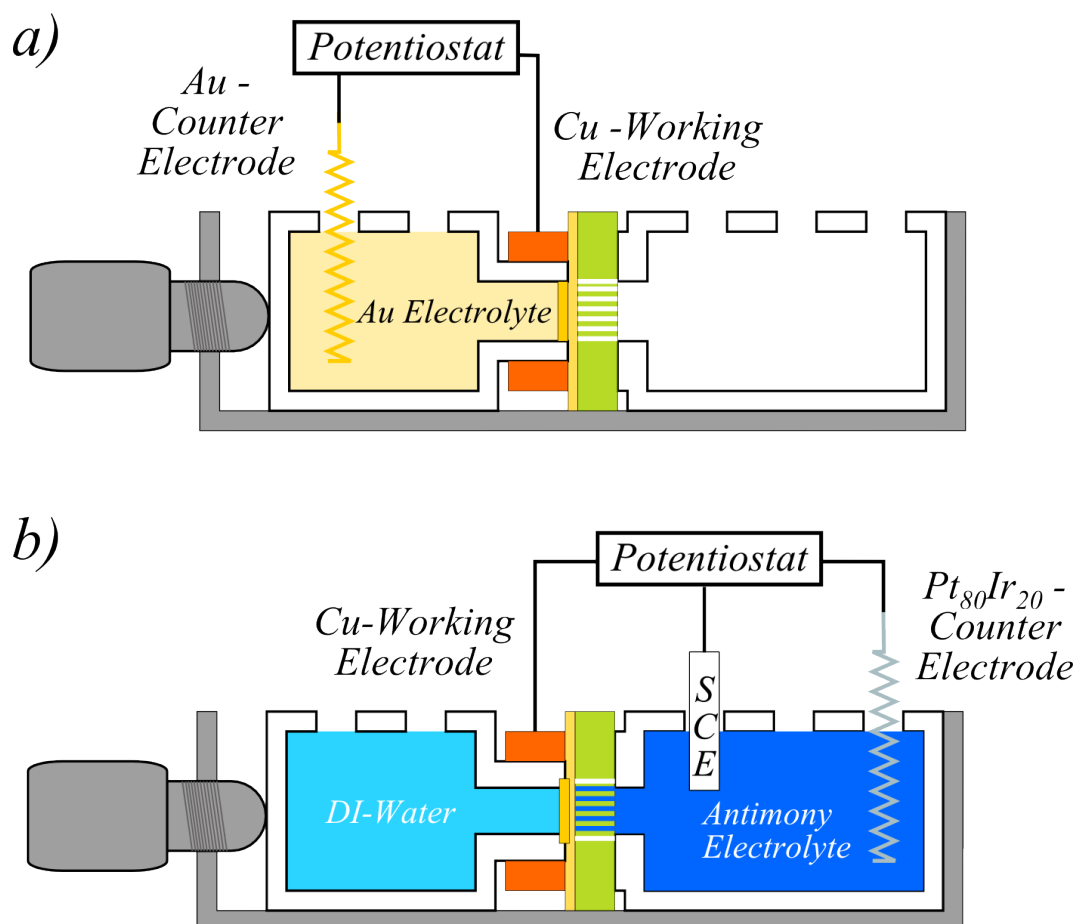 a)
Potentiostat
Au -
Counter
Electrode
Cu -Working
Electrode
Au Electrolyte
b)
Potentiostat
Cu-Working
Electrode
Pt80Ir20 -
Counter
Electrode
SCE
DI-Water
Antimony
Electrolyte